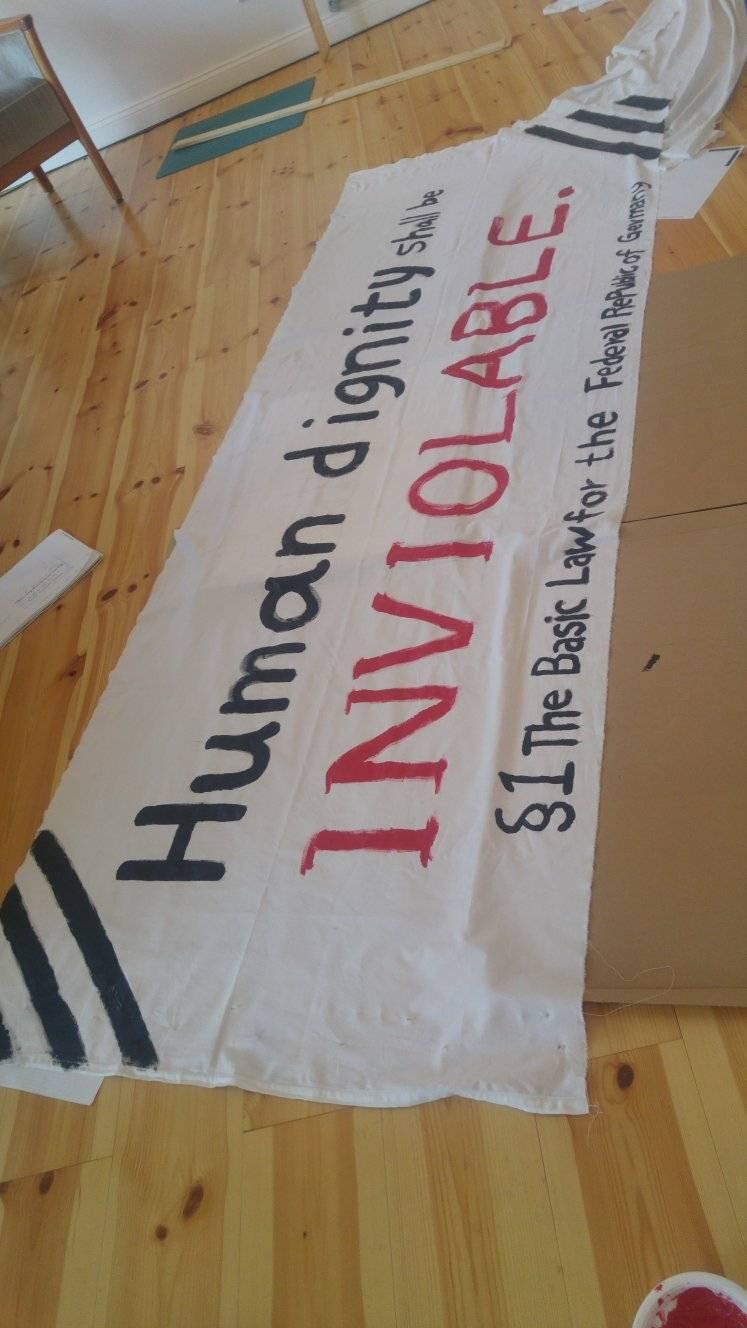 Human dignity shall be
INVIOLABLE.
§1 The Basic Law for the Federal RePublic of Germany